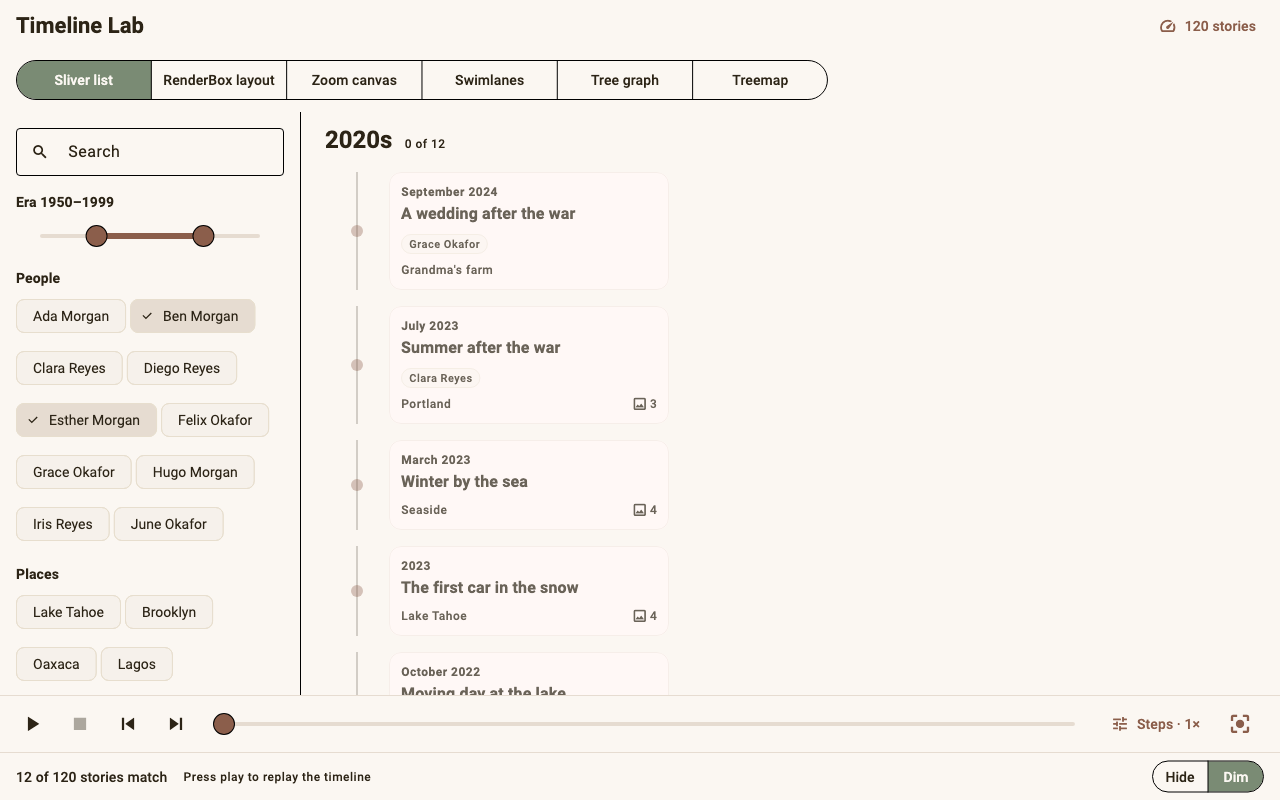 Timeline Lab
120 stories
Sliver list
RenderBox layout
Zoom canvas
Swimlanes
Tree graph
Treemap
Search
Era 1950–1999
People
Ada Morgan
Ben Morgan
Clara Reyes
Diego Reyes
Esther Morgan
Felix Okafor
Grace Okafor
Hugo Morgan
Iris Reyes
June Okafor
Places
Lake Tahoe
Brooklyn
Oaxaca
Lagos
2020s 0 of 12
September 2024
A wedding after the war
Grace Okafor
Grandma's farm
July 2023
Summer after the war
Clara Reyes
Portland
3
March 2023
Winter by the sea
Seaside
4
2023
The first car in the snow
Lake Tahoe
4
October 2022
Moving day at the lake
Steps · 1×
12 of 120 stories match
Press play to replay the timeline
Hide
Dim